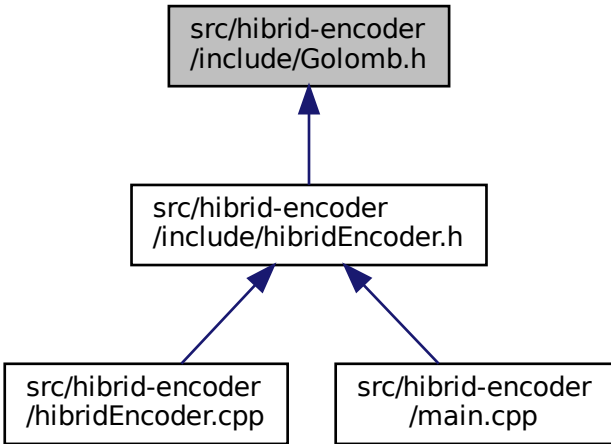 src/hibrid-encoder
/include/Golomb.h
src/hibrid-encoder
/include/hibridEncoder.h
src/hibrid-encoder
/hibridEncoder.cpp
src/hibrid-encoder
/main.cpp